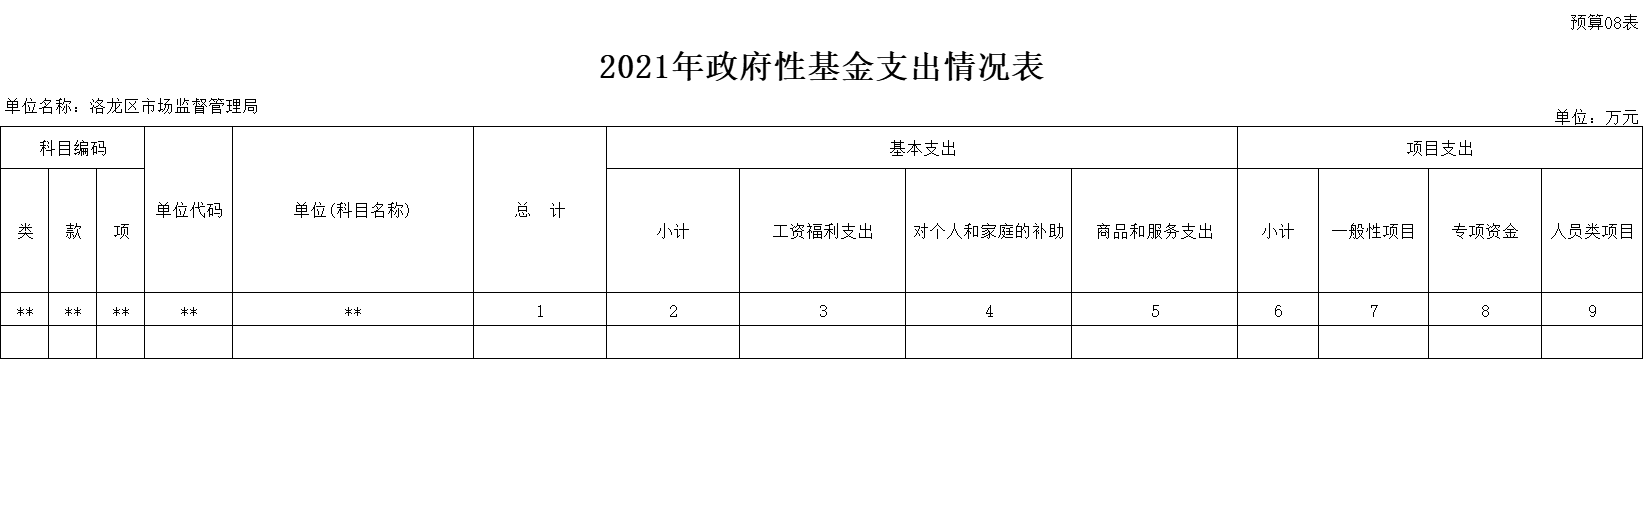 预算08表
2021年政府性基金支出情况表
单位名称：洛龙区市场监督管理局
单位：万元
科目编码 单位代码 单位(科目名称) 总 计 基本支出 项目支出
类 款 项 小计 工资福利支出 对个人和家庭的补助 商品和服务支出 小计 一般性项目 专项资金 人员类项目
** ** ** ** ** 1 2 3 4 5 6 7 8 9